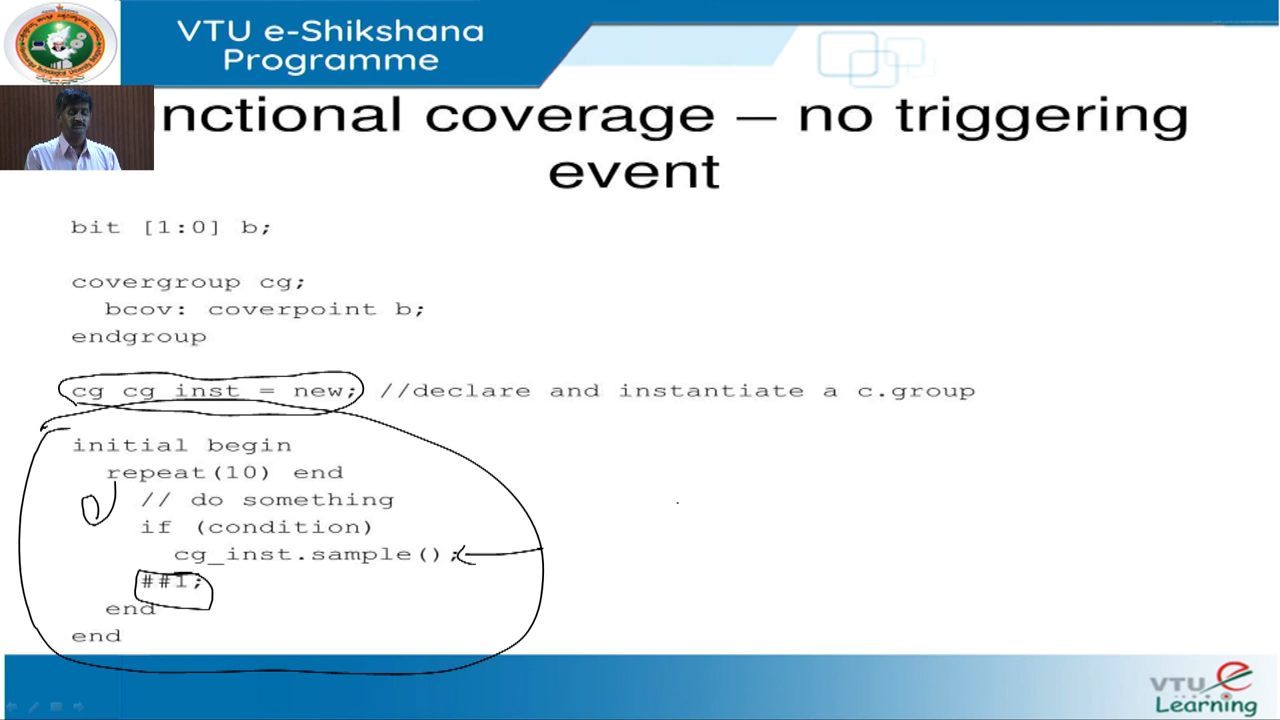 VTU e-Shikshana
Programme
nctional coverage – no triggering
event
bit [1:0] b;
covergroup cg;
bcov: coverpoint b;
endgroup
cg cg inst = new; //declare and instantiate a c.group
initial begin
repeat(10) end
// do something
if (condition)
cg_inst.sample();
##1;
end
end
VTU e
Learning